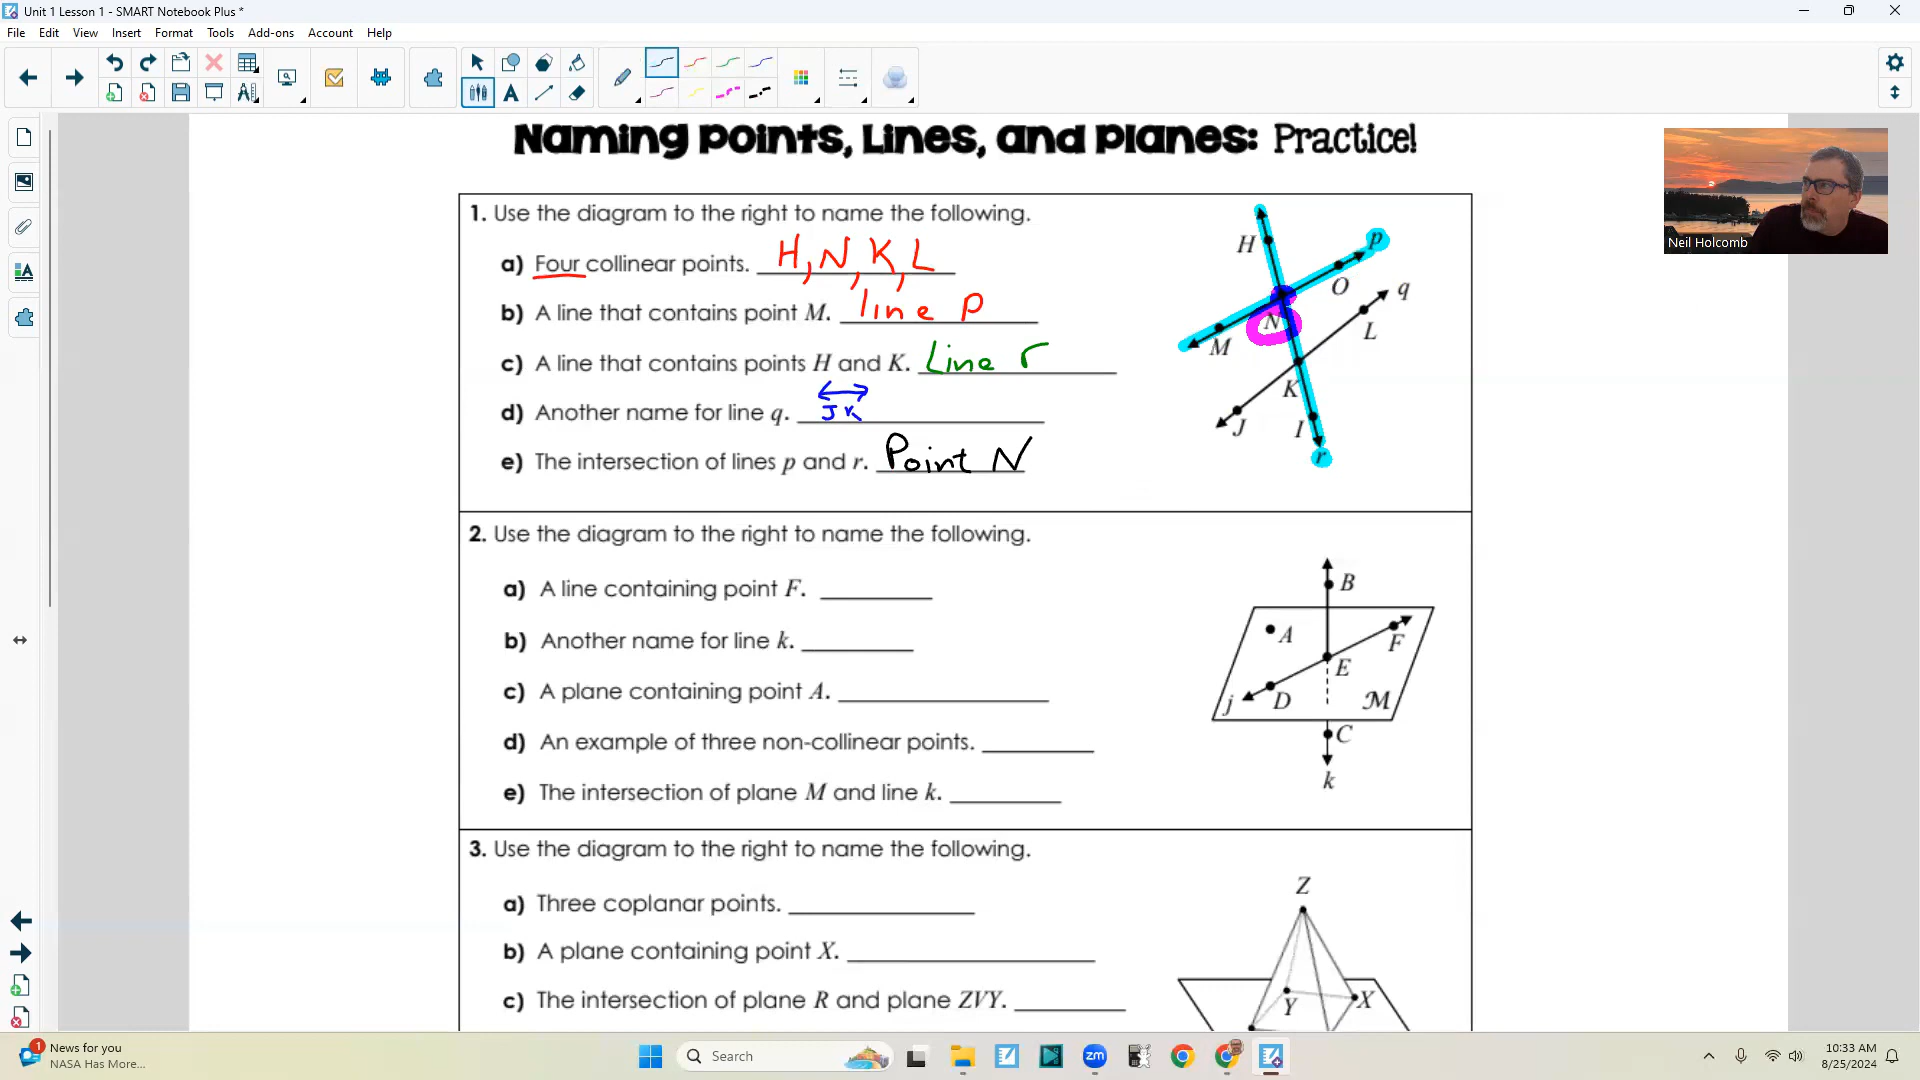 Unit 1 Lesson 1 - SMART Notebook Plus *
File Edit View Insert Format Tools Add-ons Account Help
Naming Points, Lines, and Planes: Practice!
Neil Holcomb
1. Use the diagram to the right to name the following.
a) Four collinear points. H, N, K, L
b) A line that contains point M. line p
c) A line that contains points H and K. Line r
d) Another name for line q. JK
e) The intersection of lines p and r. Point N
H
p
O
q
N
L
M
K
J
I
r
2. Use the diagram to the right to name the following.
a) A line containing point F.
b) Another name for line k.
c) A plane containing point A.
d) An example of three non-collinear points.
e) The intersection of plane M and line k.
B
A
F
E
j
D
M
C
k
3. Use the diagram to the right to name the following.
a) Three coplanar points.
b) A plane containing point X.
c) The intersection of plane R and plane ZVY.
Z
Y
X
1
News for you
NASA Has More...
Search
zm
10:33 AM
8/25/2024